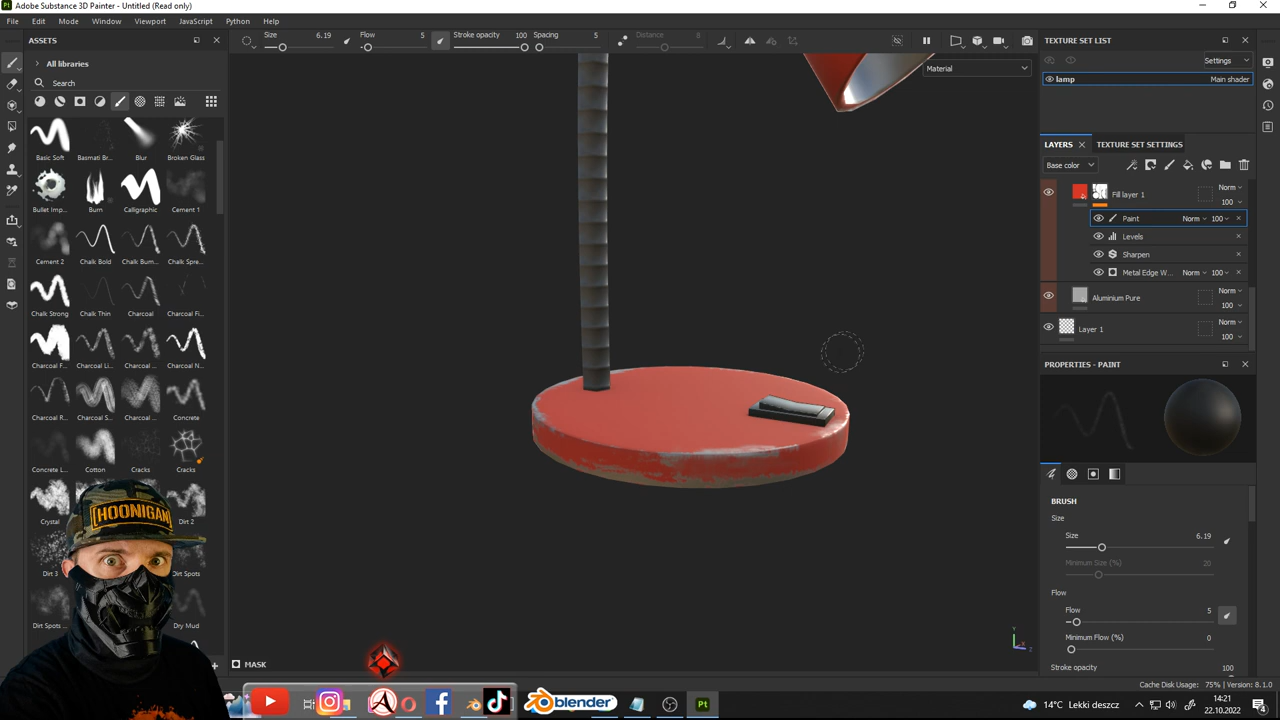 Adobe Substance 3D Painter - Untitled (Read only)
File Edit Mode Window Viewport JavaScript Python Help
ASSETS
Size 6.19 Flow 5 Stroke opacity 100 Spacing 5 Distance 8
All libraries
Search
Material
Basic Soft Basmati Br... Blur Broken Glass
Bullet Imp... Burn Calligraphic Cement 1
Cement 2 Chalk Bold Chalk Bum... Chalk Spre...
Chalk Strong Chalk Thin Charcoal Charcoal Fi...
Charcoal F... Charcoal Li... Charcoal ... Charcoal N...
Charcoal R... Charcoal S... Charcoal ... Concrete
Concrete L... Cotton Cracks Cracks
Crystal Dirt 2
Dirt 3 Dirt Spots
Dirt Spots ... Dry Mud
HOONIGAN
MASK
TEXTURE SET LIST
Settings
lamp Main shader
LAYERS TEXTURE SET SETTINGS
Base color
Fill layer 1 Norm
100
Paint Norm 100
Levels
Sharpen
Metal Edge W... Norm 100
Aluminium Pure Norm
100
Layer 1 Norm
100
PROPERTIES - PAINT
BRUSH
Size
Size 6.19
Minimum Size (%) 20
Flow
Flow 5
Minimum Flow (%) 0
Stroke opacity 100
Cache Disk Usage: 75% | Version: 8.1.0
blender
Pt
14°C Lekki deszcz
14:21
22.10.2022